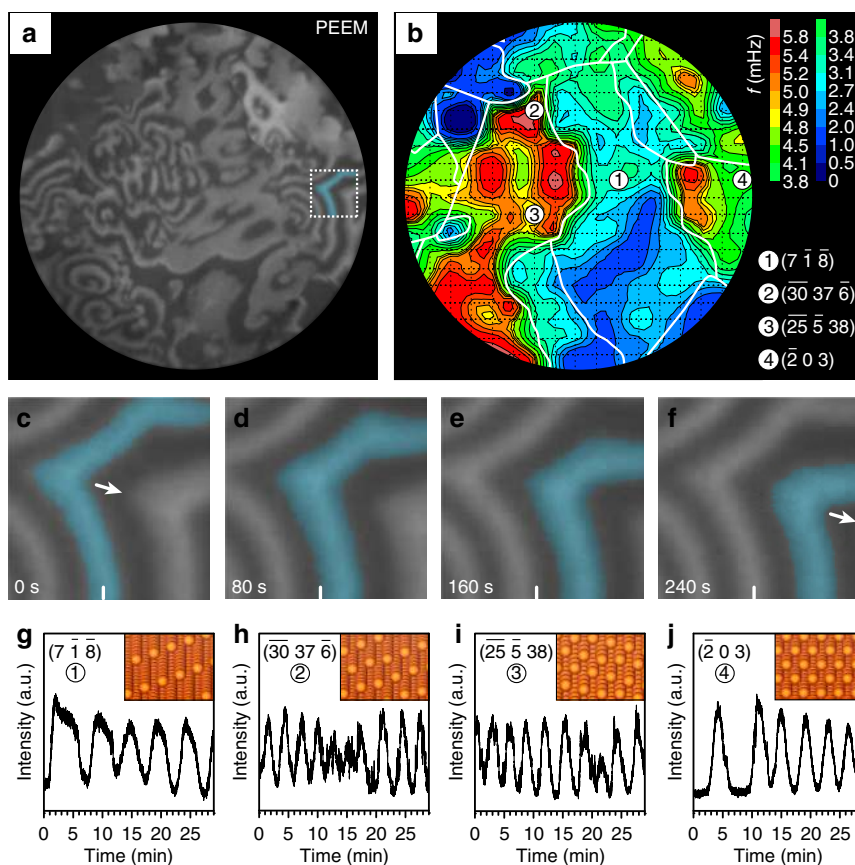 a
PEEM
b
f (mHz)
5.8
5.4
5.2
5.0
4.9
4.8
4.5
4.1
3.8
3.8
3.4
3.2
3.0
2.7
2.4
2.0
1.0
0.5
0
2
1
4
3
① (7 1̅ 8̅)
② (3̅0̅ 37 6̅)
③ (2̅5̅ 5̅ 38)
④ (2̅ 0 3)
c
0 s
d
80 s
e
160 s
f
240 s
g
(7 1̅ 8̅)
①
Intensity (a.u.)
0 5 10 15 20 25
Time (min)
h
(3̅0̅ 37 6̅)
②
Intensity (a.u.)
0 5 10 15 20 25
Time (min)
i
(2̅5̅ 5̅ 38)
③
Intensity (a.u.)
0 5 10 15 20 25
Time (min)
j
(2̅ 0 3)
④
Intensity (a.u.)
0 5 10 15 20 25
Time (min)